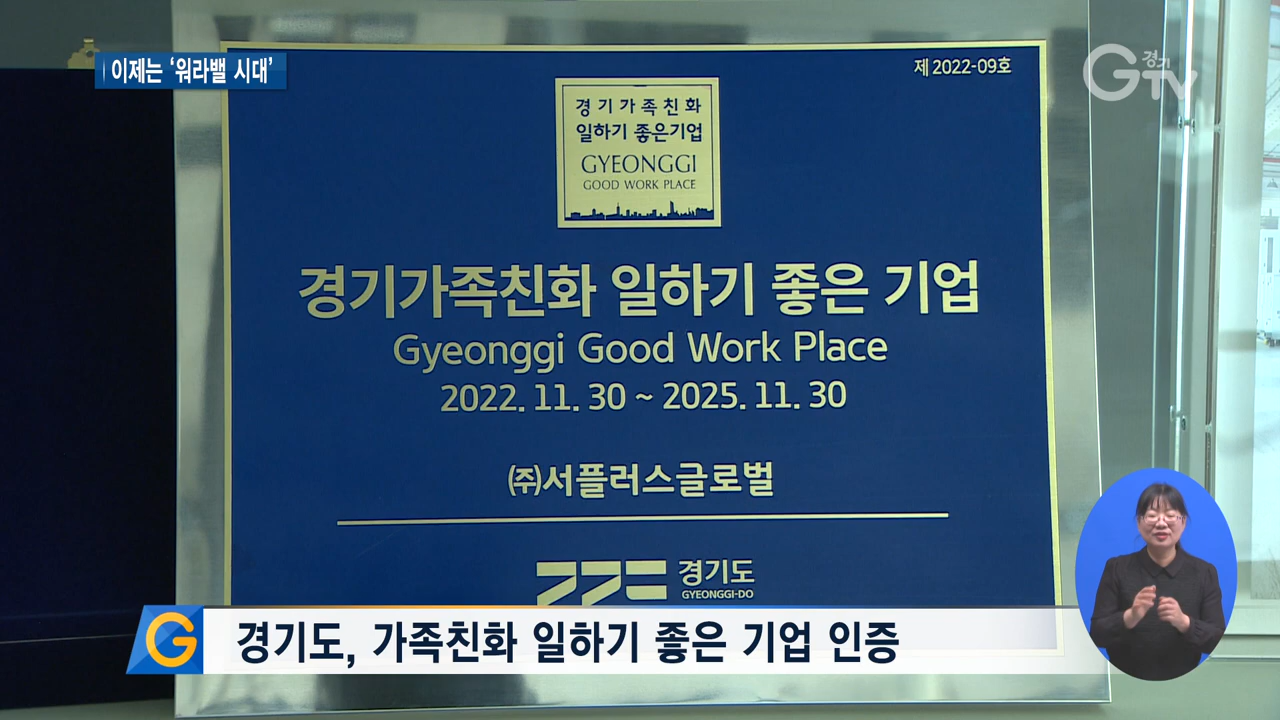 이제는 '워라밸 시대'
경기
GTV
제 2022-09호
경기가족친화
일하기 좋은기업
GYEONGGI
GOOD WORK PLACE
경기가족친화 일하기 좋은 기업
Gyeonggi Good Work Place
2022. 11. 30 ~ 2025. 11. 30
㈜서플러스글로벌
경기도
GYEONGGI-DO
G
경기도, 가족친화 일하기 좋은 기업 인증